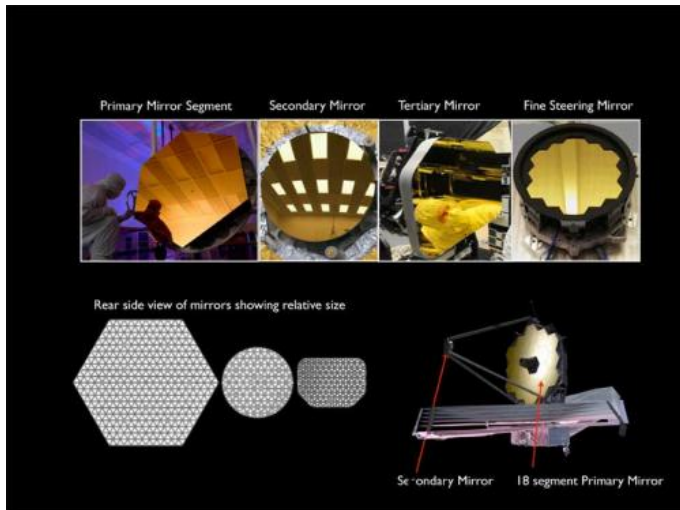 Primary Mirror Segment
Secondary Mirror
Tertiary Mirror
Fine Steering Mirror
Rear side view of mirrors showing relative size
Secondary Mirror
18 segment Primary Mirror